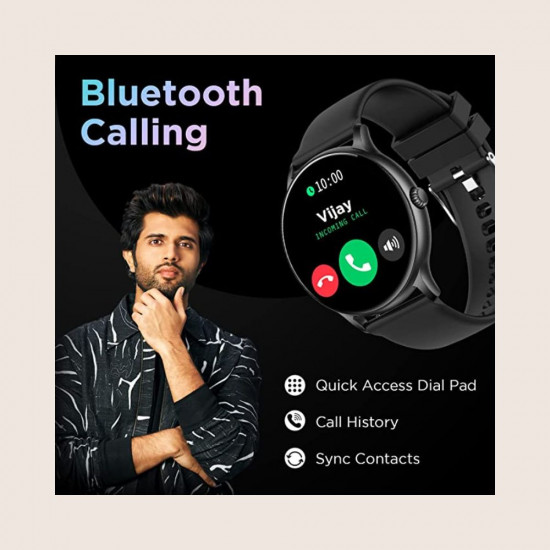 Bluetooth
Calling
10:00
Vijay
INCOMING CALL
Quick Access Dial Pad
Call History
Sync Contacts